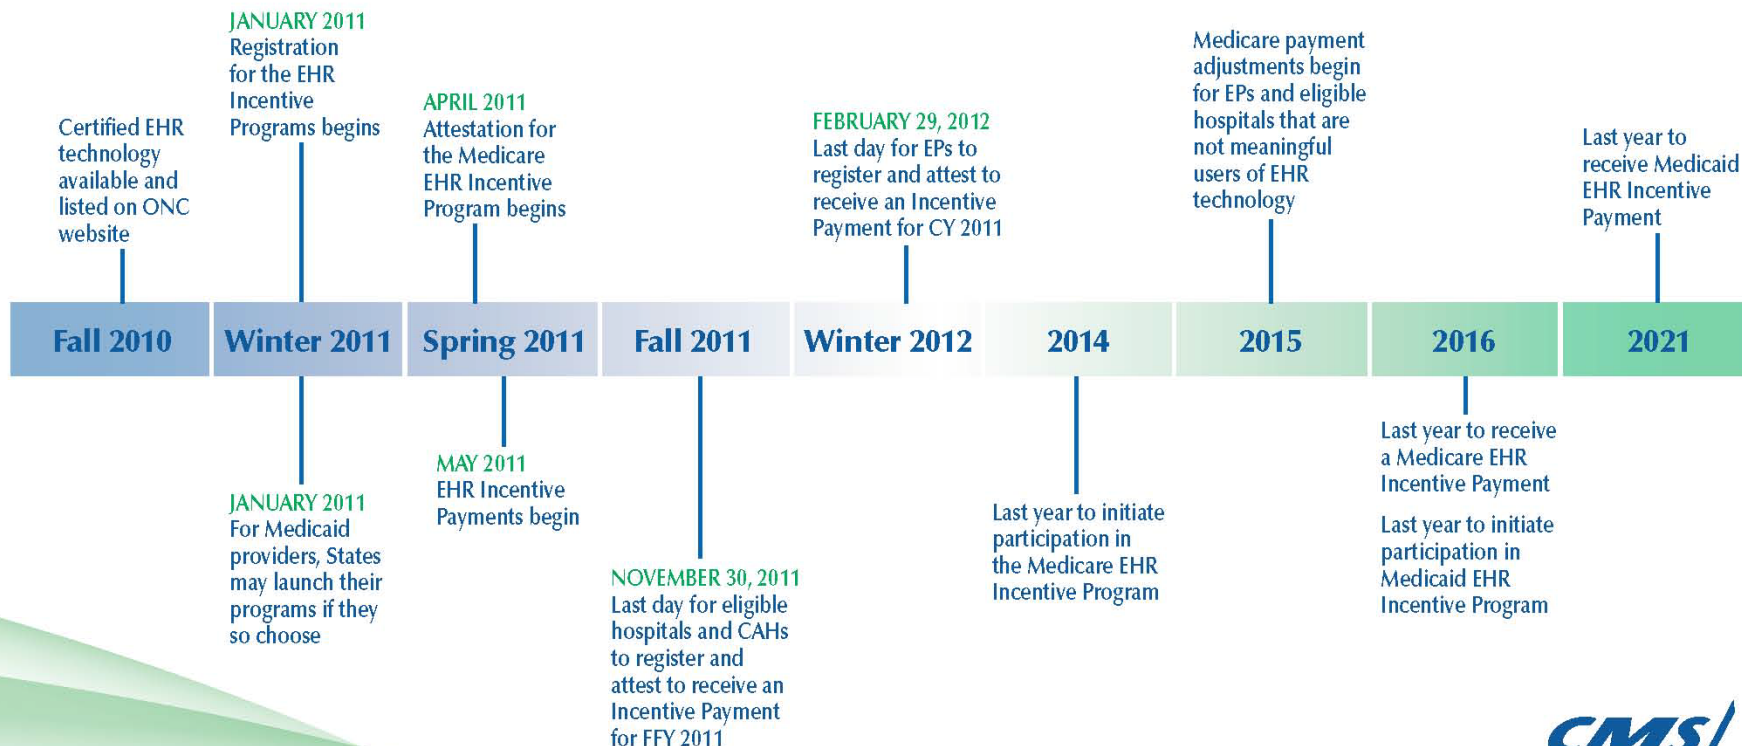 JANUARY 2011
Registration
for the EHR
Incentive
Programs begins
Certified EHR
technology
available and
listed on ONC
website
APRIL 2011
Attestation for
the Medicare
EHR Incentive
Program begins
FEBRUARY 29, 2012
Last day for EPs to
register and attest to
receive an Incentive
Payment for CY 2011
Medicare payment
adjustments begin
for EPs and eligible
hospitals that are
not meaningful
users of EHR
technology
Last year to
receive Medicaid
EHR Incentive
Payment
Fall 2010
Winter 2011
Spring 2011
Fall 2011
Winter 2012
2014
2015
2016
2021
JANUARY 2011
For Medicaid
providers, States
may launch their
programs if they
so choose
MAY 2011
EHR Incentive
Payments begin
NOVEMBER 30, 2011
Last day for eligible
hospitals and CAHs
to register and
attest to receive an
Incentive Payment
for FFY 2011
Last year to initiate
participation in
the Medicare EHR
Incentive Program
Last year to receive
a Medicare EHR
Incentive Payment
Last year to initiate
participation in
Medicaid EHR
Incentive Program
CMS